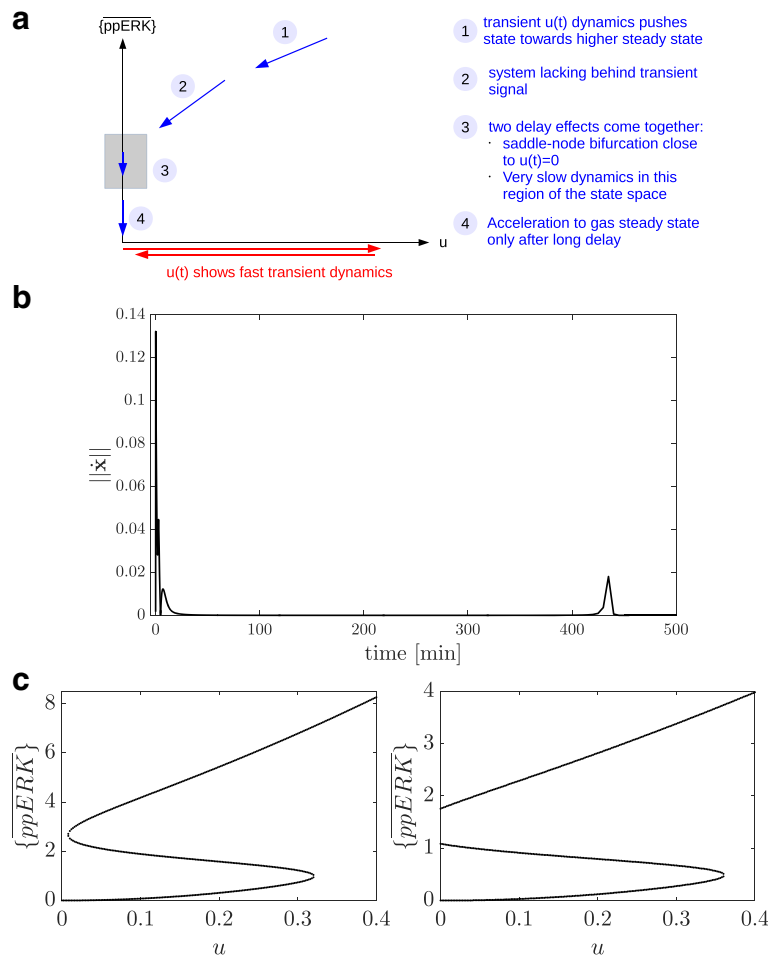 a
{ppERK}
1
2
3
4
u
u(t) shows fast transient dynamics
1 transient u(t) dynamics pushes
state towards higher steady state
2 system lacking behind transient
signal
3 two delay effects come together:
· saddle-node bifurcation close
to u(t)=0
· Very slow dynamics in this
region of the state space
4 Acceleration to gas steady state
only after long delay
b
0.14
0.12
0.1
0.08
0.06
0.04
0.02
0
||ẋ||
0 100 200 300 400 500
time [min]
c
8
6
4
2
0
{ppERK}
0 0.1 0.2 0.3 0.4
u
4
3
2
1
0
{ppERK}
0 0.1 0.2 0.3 0.4
u